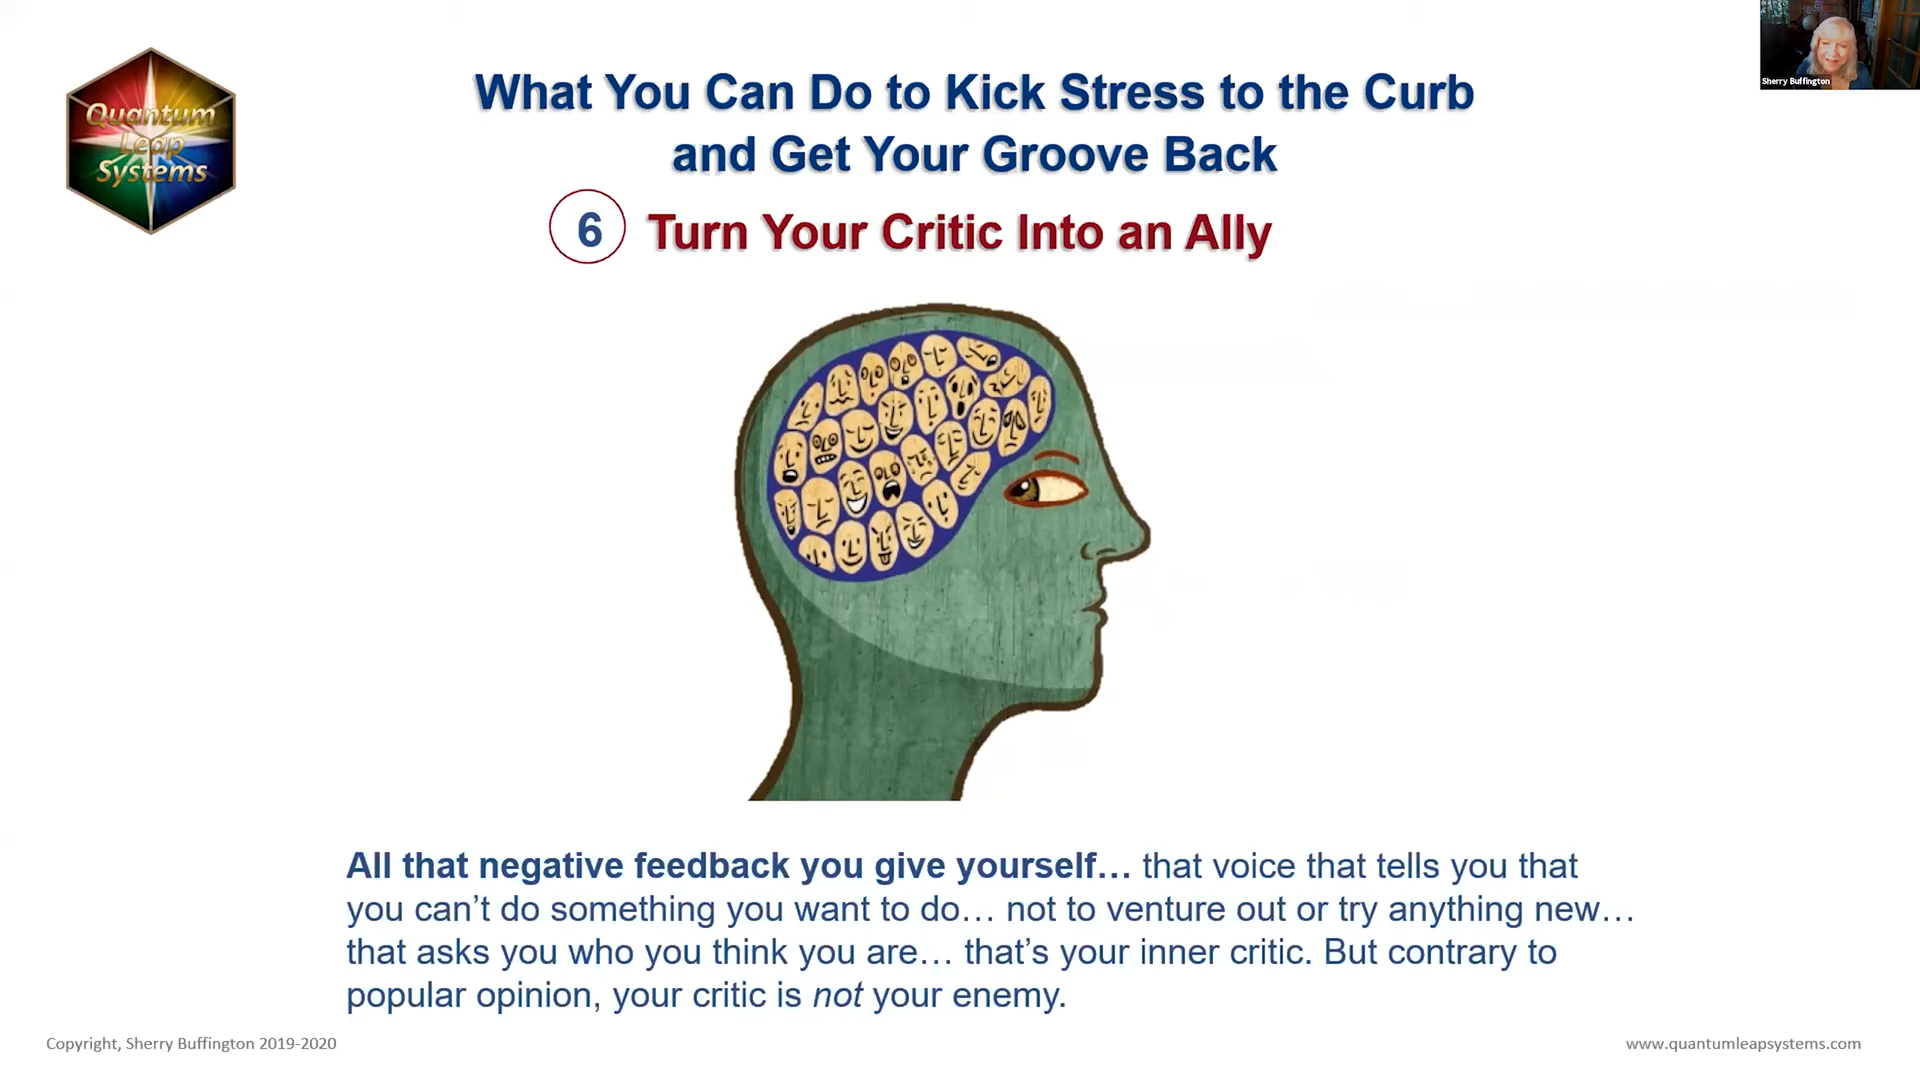 Quantum
Leap
Systems
What You Can Do to Kick Stress to the Curb
and Get Your Groove Back
6 Turn Your Critic Into an Ally
Sherry Buffington
All that negative feedback you give yourself… that voice that tells you that
you can’t do something you want to do… not to venture out or try anything new…
that asks you who you think you are… that’s your inner critic. But contrary to
popular opinion, your critic is not your enemy.
Copyright, Sherry Buffington 2019-2020
www.quantumleapsystems.com